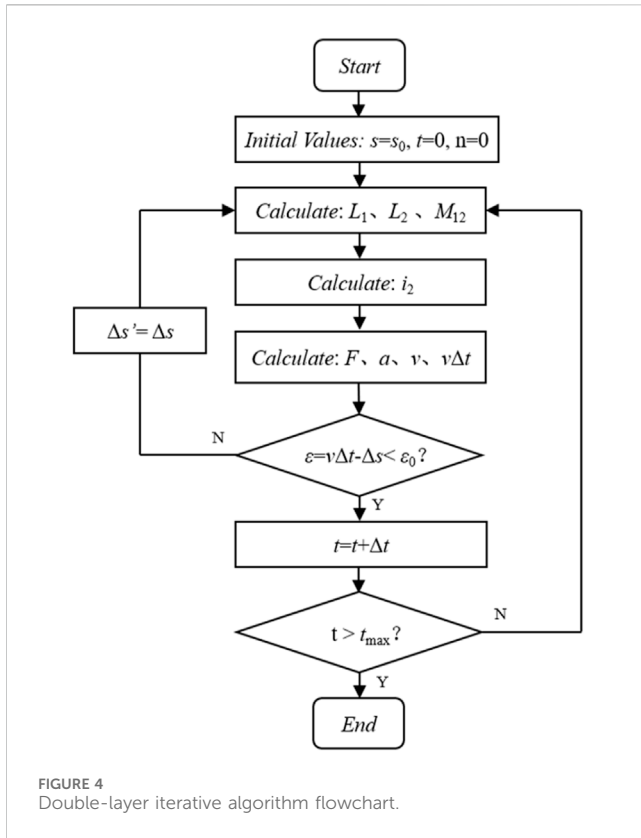 Start
Initial Values: s=s₀, t=0, n=0
Calculate: L₁、L₂ 、M₁₂
Calculate: i₂
Δs’= Δs
Calculate: F、a、v、vΔt
N
ε=vΔt-Δs< ε₀?
Y
t=t+Δt
N
t > tₘₐₓ?
Y
End
FIGURE 4
Double-layer iterative algorithm flowchart.